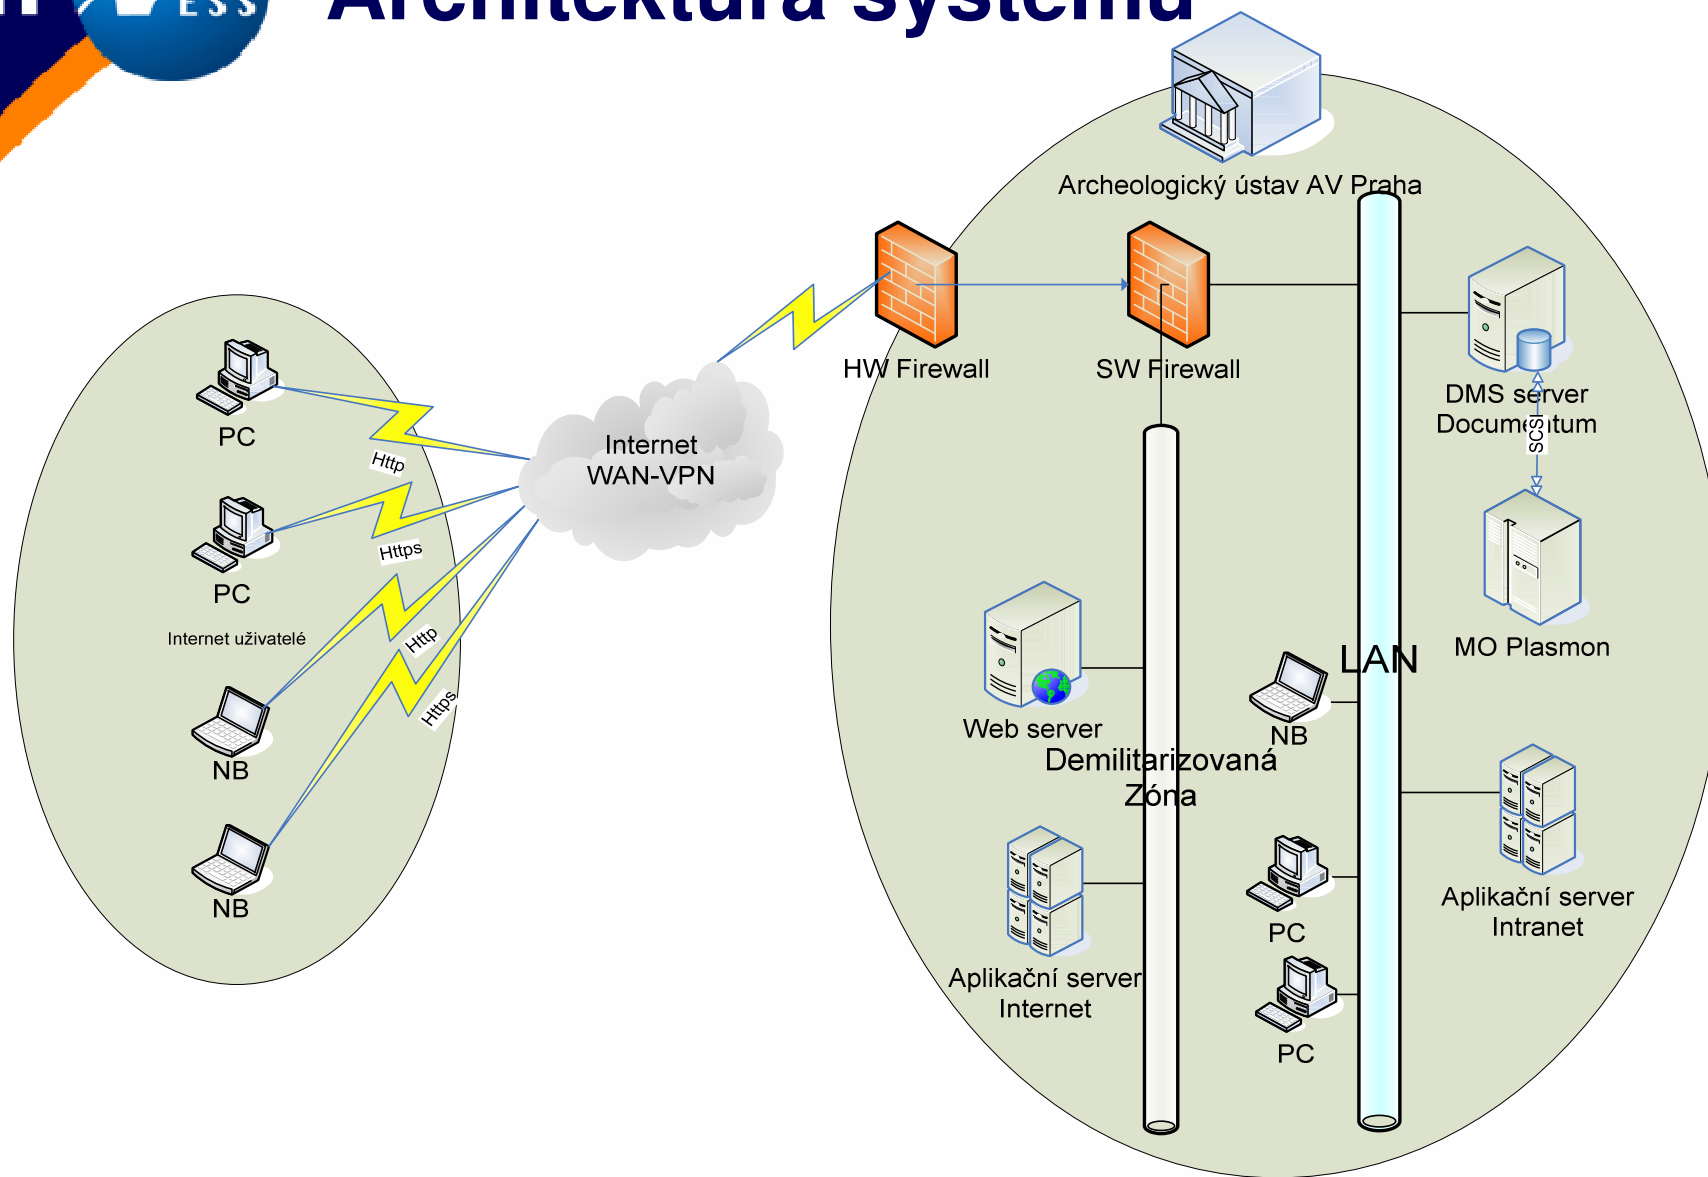 ESS
Architektura systému
Archeologický ústav AV Praha
HW Firewall
SW Firewall
DMS server
Documentum
SCSI
MO Plasmon
Internet
WAN-VPN
PC
Http
PC
Https
Internet uživatelé
Http
NB
Https
NB
Web server
Demilitarizovaná
Zóna
LAN
NB
Aplikační server
Intranet
PC
Aplikační server
Internet
PC